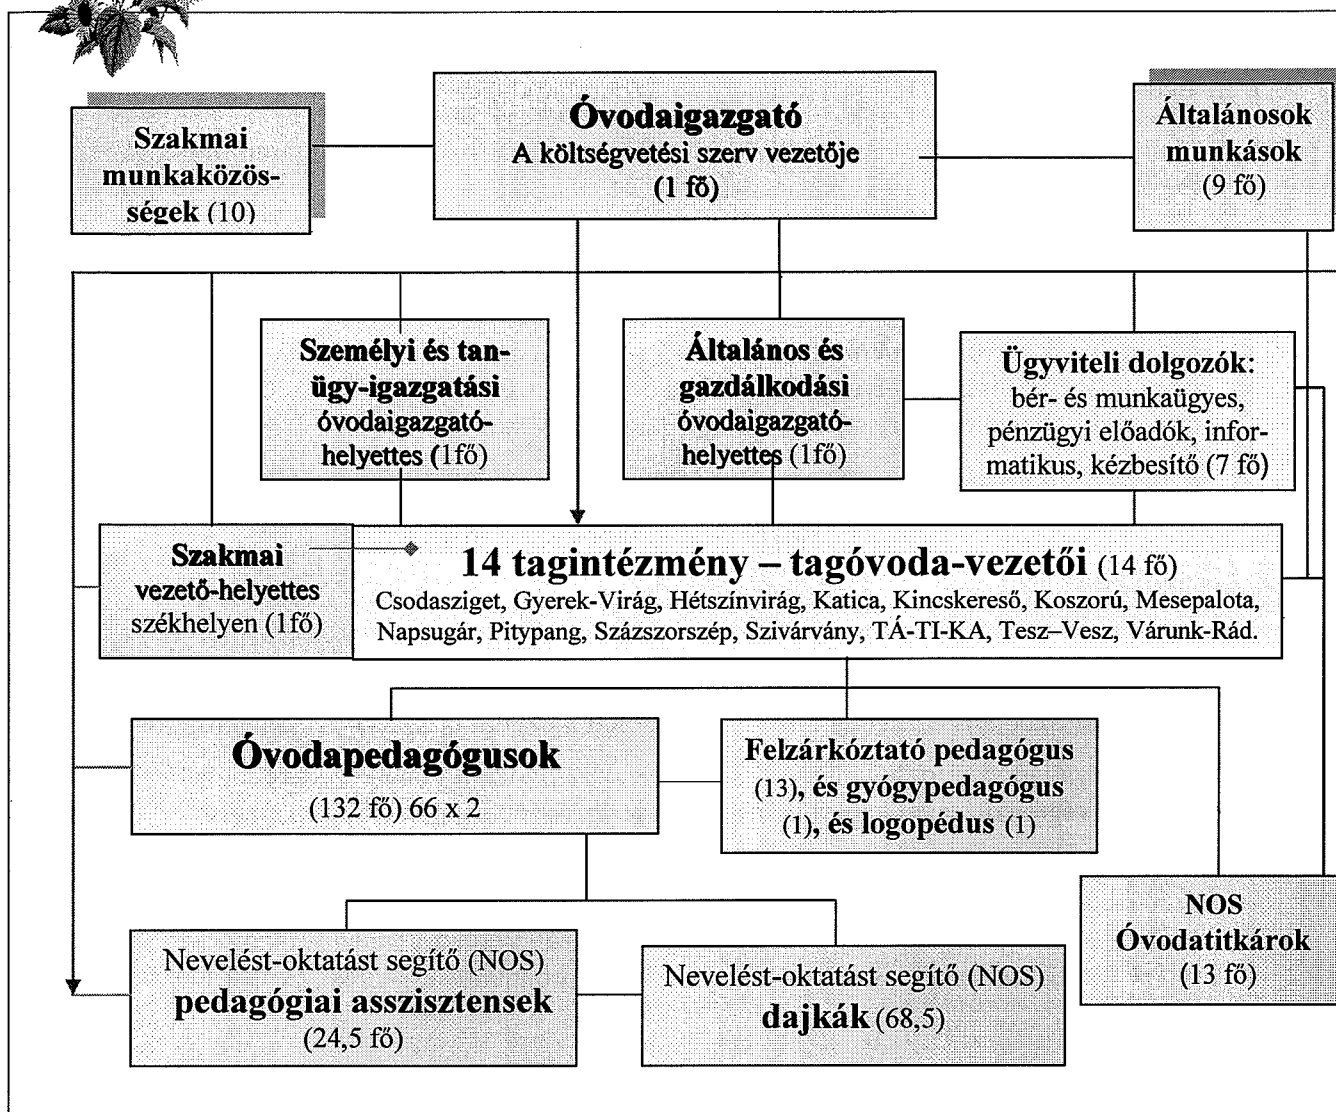 Óvodaigazgató
A költségvetési szerv vezetője
(1 fő)
Szakmai
munkaközös-
ségek (10)
Általánosok
munkások
(9 fő)
Személyi és tan-
ügy-igazgatási
óvodaigazgató-
helyettes (1fő)
Általános és
gazdálkodási
óvodaigazgató-
helyettes (1fő)
Ügyviteli dolgozók:
bér- és munkaügyes,
pénzügyi előadók, infor-
matikus, kézbesítő (7 fő)
Szakmai
vezető-helyettes
székhelyen (1fő)
14 tagintézmény – tagóvoda-vezetői (14 fő)
Csodasziget, Gyerek-Virág, Hétszínvirág, Katica, Kincskereső, Koszorú, Mesepalota,
Napsugár, Pitypang, Százszorszép, Szivárvány, TÁ-TI-KA, Tesz–Vesz, Várunk-Rád.
Óvodapedagógusok
(132 fő) 66 x 2
Felzárkóztató pedagógus
(13), és gyógypedagógus
(1), és logopédus (1)
NOS
Óvodatitkárok
(13 fő)
Nevelést-oktatást segítő (NOS)
pedagógiai asszisztensek
(24,5 fő)
Nevelést-oktatást segítő (NOS)
dajkák (68,5)